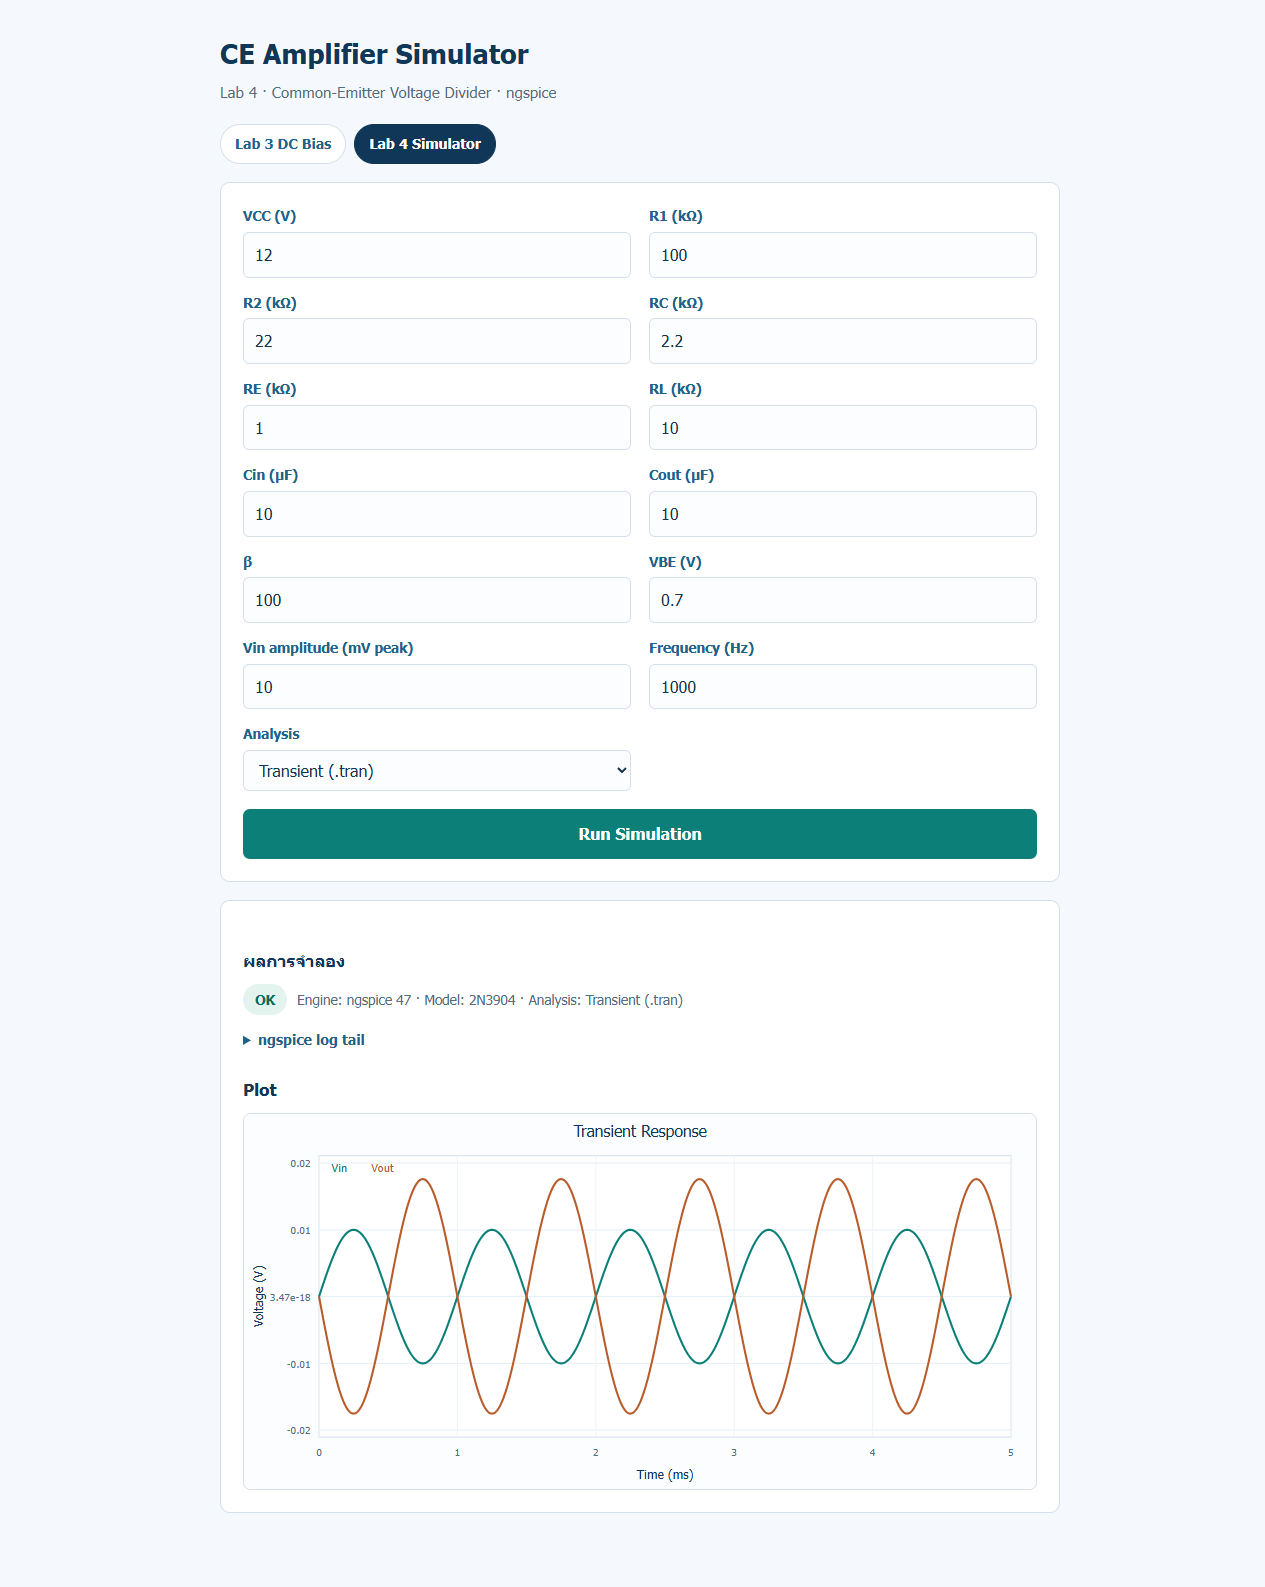 CE Amplifier Simulator
Lab 4 · Common-Emitter Voltage Divider · ngspice
Lab 3 DC Bias
Lab 4 Simulator
VCC (V)
R1 (kΩ)
12
100
R2 (kΩ)
RC (kΩ)
22
2.2
RE (kΩ)
RL (kΩ)
1
10
Cin (µF)
Cout (µF)
10
10
β
VBE (V)
100
0.7
Vin amplitude (mV peak)
Frequency (Hz)
10
1000
Analysis
Transient (.tran)
Run Simulation
ผลการจำลอง
OK
Engine: ngspice 47 · Model: 2N3904 · Analysis: Transient (.tran)
ngspice log tail
Plot
Transient Response
Vin
Vout
0.02
0.01
3.47e-18
-0.01
-0.02
Voltage (V)
0 1 2 3 4 5
Time (ms)